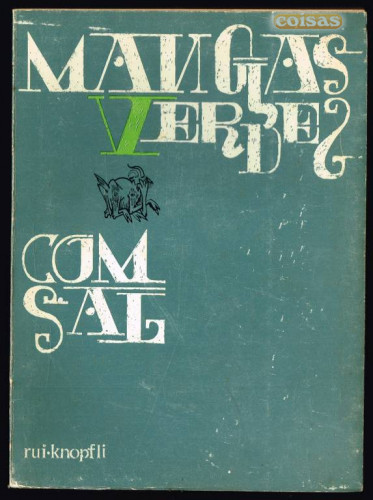 coisas
MANGAS
VERDES
COM
SAL
rui·knopfli